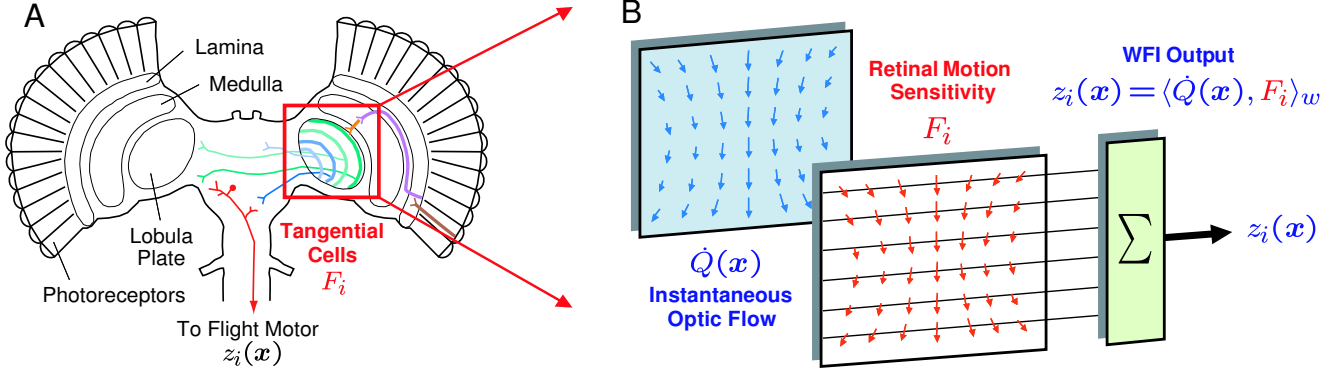 A
Lamina
Medulla
Lobula
Plate
Photoreceptors
Tangential
Cells
F_i
To Flight Motor
z_i(x)
B
Retinal Motion
Sensitivity
F_i
WFI Output
z_i(x) = ⟨Q̇(x), F_i⟩_w
Q̇(x)
Instantaneous
Optic Flow
∑
z_i(x)